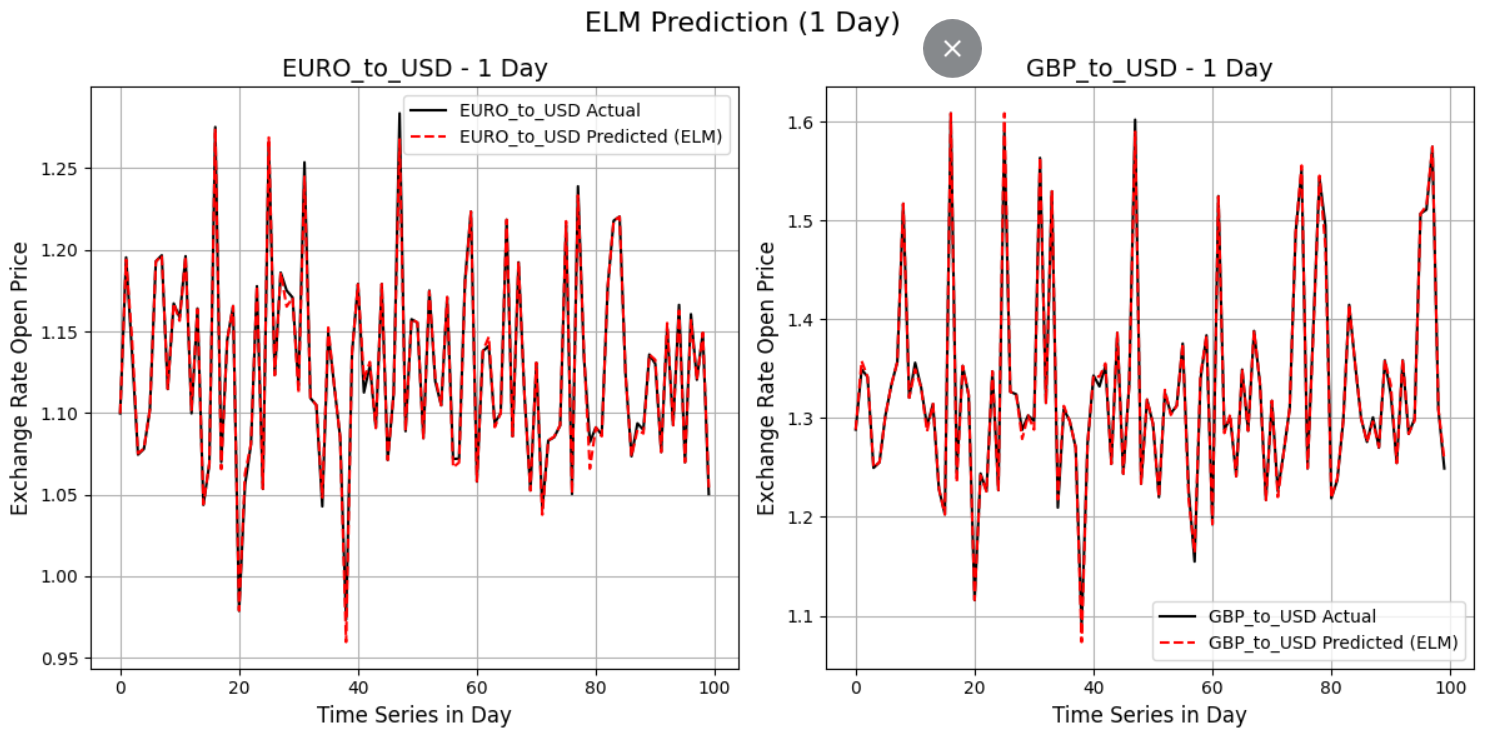 ELM Prediction (1 Day)
EURO_to_USD - 1 Day
EURO_to_USD Actual
EURO_to_USD Predicted (ELM)
Exchange Rate Open Price
1.25
1.20
1.15
1.10
1.05
1.00
0.95
0 20 40 60 80 100
Time Series in Day
GBP_to_USD - 1 Day
Exchange Rate Open Price
1.6
1.5
1.4
1.3
1.2
1.1
GBP_to_USD Actual
GBP_to_USD Predicted (ELM)
0 20 40 60 80 100
Time Series in Day